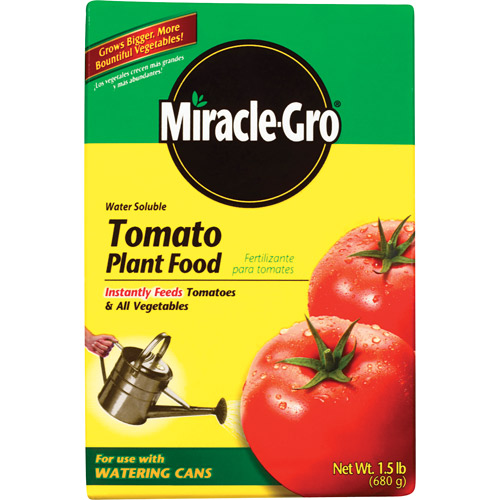 Grows Bigger, More
Bountiful Vegetables!
¡Los vegetales crecen más grandes
y más abundantes!
Miracle-Gro®
Water Soluble
Tomato
Plant Food
Fertilizante
para tomates
Instantly Feeds Tomatoes
& All Vegetables
For use with
WATERING CANS
Net Wt. 1.5 lb
(680 g)